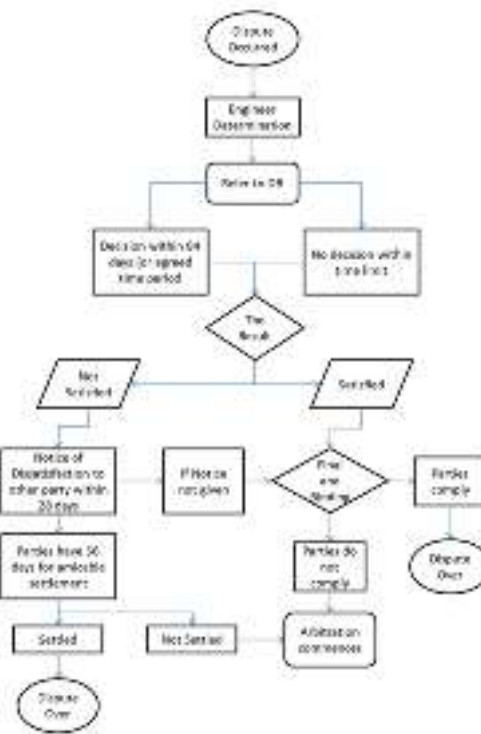 Dispute
Occurred
Engineer
Determination
Refer to DB
Decision within 84
days (or agreed
time period
No decision within
time limit
The
Result
Not
Satisfied
Satisfied
Notice of
Dissatisfaction to
other party within
28 days
If Notice
not given
Final
and
Binding
Parties
comply
Parties have 56
days for amicable
settlement
Parties do
not
comply
Dispute
Over
Settled
Not Settled
Arbitration
commences
Dispute
Over